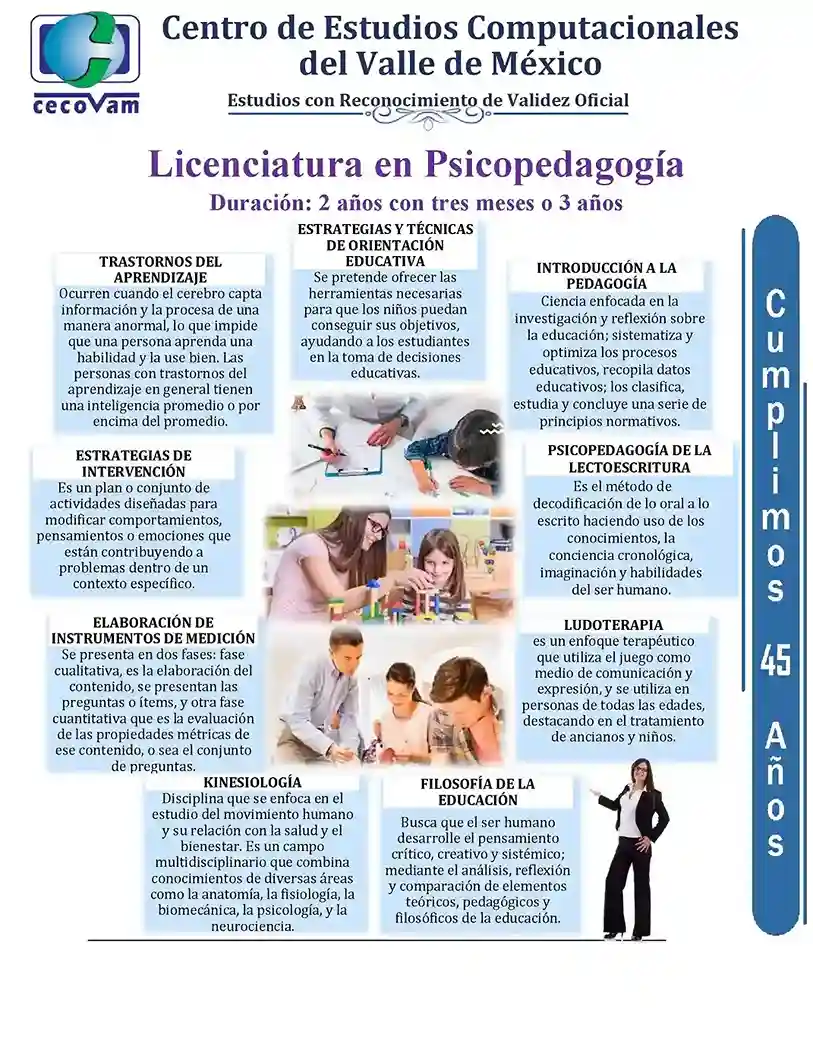 cecovam
Centro de Estudios Computacionales
del Valle de México
Estudios con Reconocimiento de Validez Oficial
Licenciatura en Psicopedagogía
Duración: 2 años con tres meses o 3 años
TRASTORNOS DEL
APRENDIZAJE
Ocurren cuando el cerebro capta
información y la procesa de una
manera anormal, lo que impide
que una persona aprenda una
habilidad y la use bien. Las
personas con trastornos del
aprendizaje en general tienen
una inteligencia promedio o por
encima del promedio.
ESTRATEGIAS Y TÉCNICAS
DE ORIENTACIÓN
EDUCATIVA
Se pretende ofrecer las
herramientas necesarias
para que los niños puedan
conseguir sus objetivos,
ayudando a los estudiantes
en la toma de decisiones
educativas.
INTRODUCCIÓN A LA
PEDAGOGÍA
Ciencia enfocada en la
investigación y reflexión sobre
la educación; sistematiza y
optimiza los procesos
educativos, recopila datos
educativos; los clasifica,
estudia y concluye una serie de
principios normativos.
ESTRATEGIAS DE
INTERVENCIÓN
Es un plan o conjunto de
actividades diseñadas para
modificar comportamientos,
pensamientos o emociones que
están contribuyendo a
problemas dentro de un
contexto específico.
PSICOPEDAGOGÍA DE LA
LECTOESCRITURA
Es el método de
decodificación de lo oral a lo
escrito haciendo uso de los
conocimientos, la
conciencia cronológica,
imaginación y habilidades
del ser humano.
ELABORACIÓN DE
INSTRUMENTOS DE MEDICIÓN
Se presenta en dos fases: fase
cualitativa, es la elaboración del
contenido, se presentan las
preguntas o ítems, y otra fase
cuantitativa que es la evaluación
de las propiedades métricas de
ese contenido, o sea el conjunto
de preguntas.
LUDOTERAPIA
es un enfoque terapéutico
que utiliza el juego como
medio de comunicación y
expresión, y se utiliza en
personas de todas las edades,
destacando en el tratamiento
de ancianos y niños.
KINESIOLOGÍA
Disciplina que se enfoca en el
estudio del movimiento humano
y su relación con la salud y el
bienestar. Es un campo
multidisciplinario que combina
conocimientos de diversas áreas
como la anatomía, la fisiología, la
biomecánica, la psicología, y la
neurociencia.
FILOSOFÍA DE LA
EDUCACIÓN
Busca que el ser humano
desarrolle el pensamiento
crítico, creativo y sistémico;
mediante el análisis, reflexión
y comparación de elementos
teóricos, pedagógicos y
filosóficos de la educación.
Cumplimos 45 Años